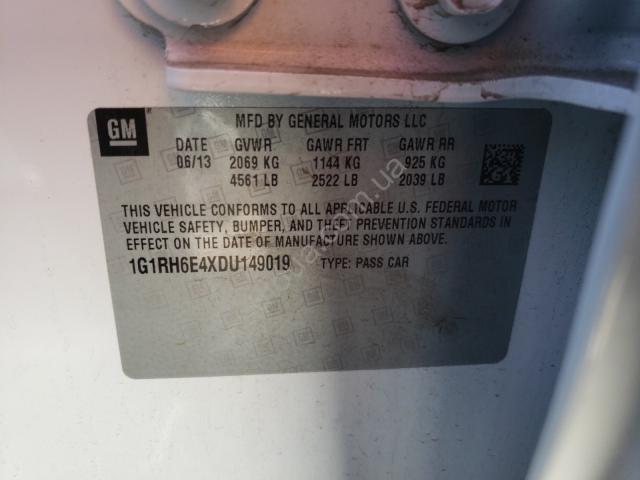 GM
MFD BY GENERAL MOTORS LLC
DATE GVWR GAWR FRT GAWR RR
06/13 2069 KG 1144 KG 925 KG
4561 LB 2522 LB 2039 LB
THIS VEHICLE CONFORMS TO ALL APPLICABLE U.S. FEDERAL MOTOR
VEHICLE SAFETY, BUMPER, AND THEFT PREVENTION STANDARDS IN
EFFECT ON THE DATE OF MANUFACTURE SHOWN ABOVE.
1G1RH6E4XDU149019 TYPE: PASS CAR